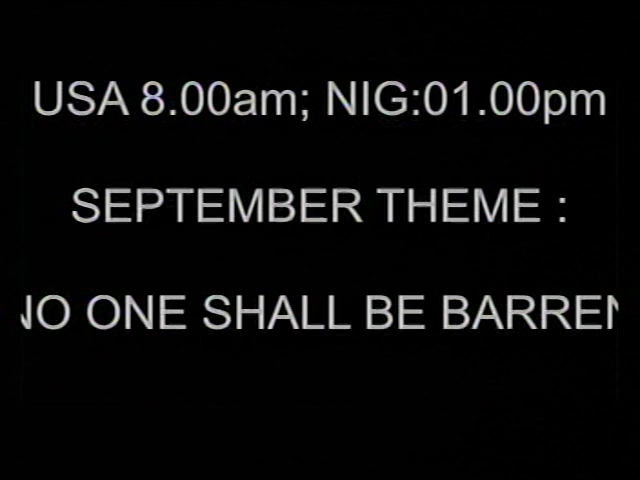 USA 8.00am; NIG:01.00pm
SEPTEMBER THEME :
NO ONE SHALL BE BARREN